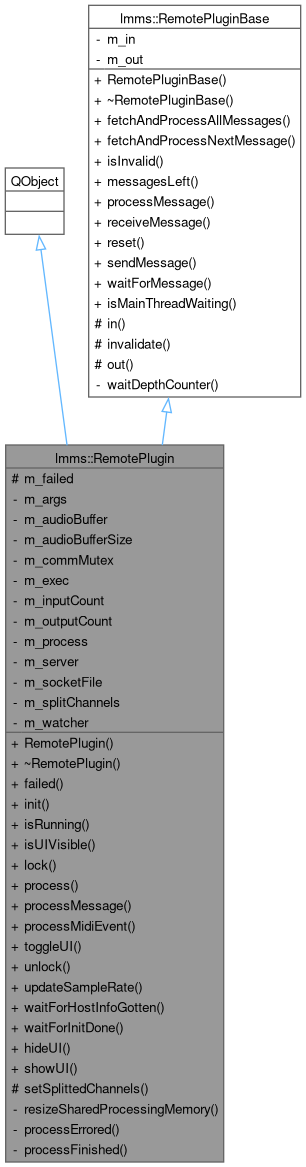 lmms::RemotePluginBase
- m_in
- m_out
+ RemotePluginBase()
+ ~RemotePluginBase()
+ fetchAndProcessAllMessages()
+ fetchAndProcessNextMessage()
+ isInvalid()
+ messagesLeft()
+ processMessage()
+ receiveMessage()
+ reset()
+ sendMessage()
+ waitForMessage()
+ isMainThreadWaiting()
# in()
# invalidate()
# out()
- waitDepthCounter()
QObject
lmms::RemotePlugin
# m_failed
- m_args
- m_audioBuffer
- m_audioBufferSize
- m_commMutex
- m_exec
- m_inputCount
- m_outputCount
- m_process
- m_server
- m_socketFile
- m_splitChannels
- m_watcher
+ RemotePlugin()
+ ~RemotePlugin()
+ failed()
+ init()
+ isRunning()
+ isUIVisible()
+ lock()
+ process()
+ processMessage()
+ processMidiEvent()
+ toggleUI()
+ unlock()
+ updateSampleRate()
+ waitForHostInfoGotten()
+ waitForInitDone()
+ hideUI()
+ showUI()
# setSplittedChannels()
- resizeSharedProcessingMemory()
- processErrored()
- processFinished()